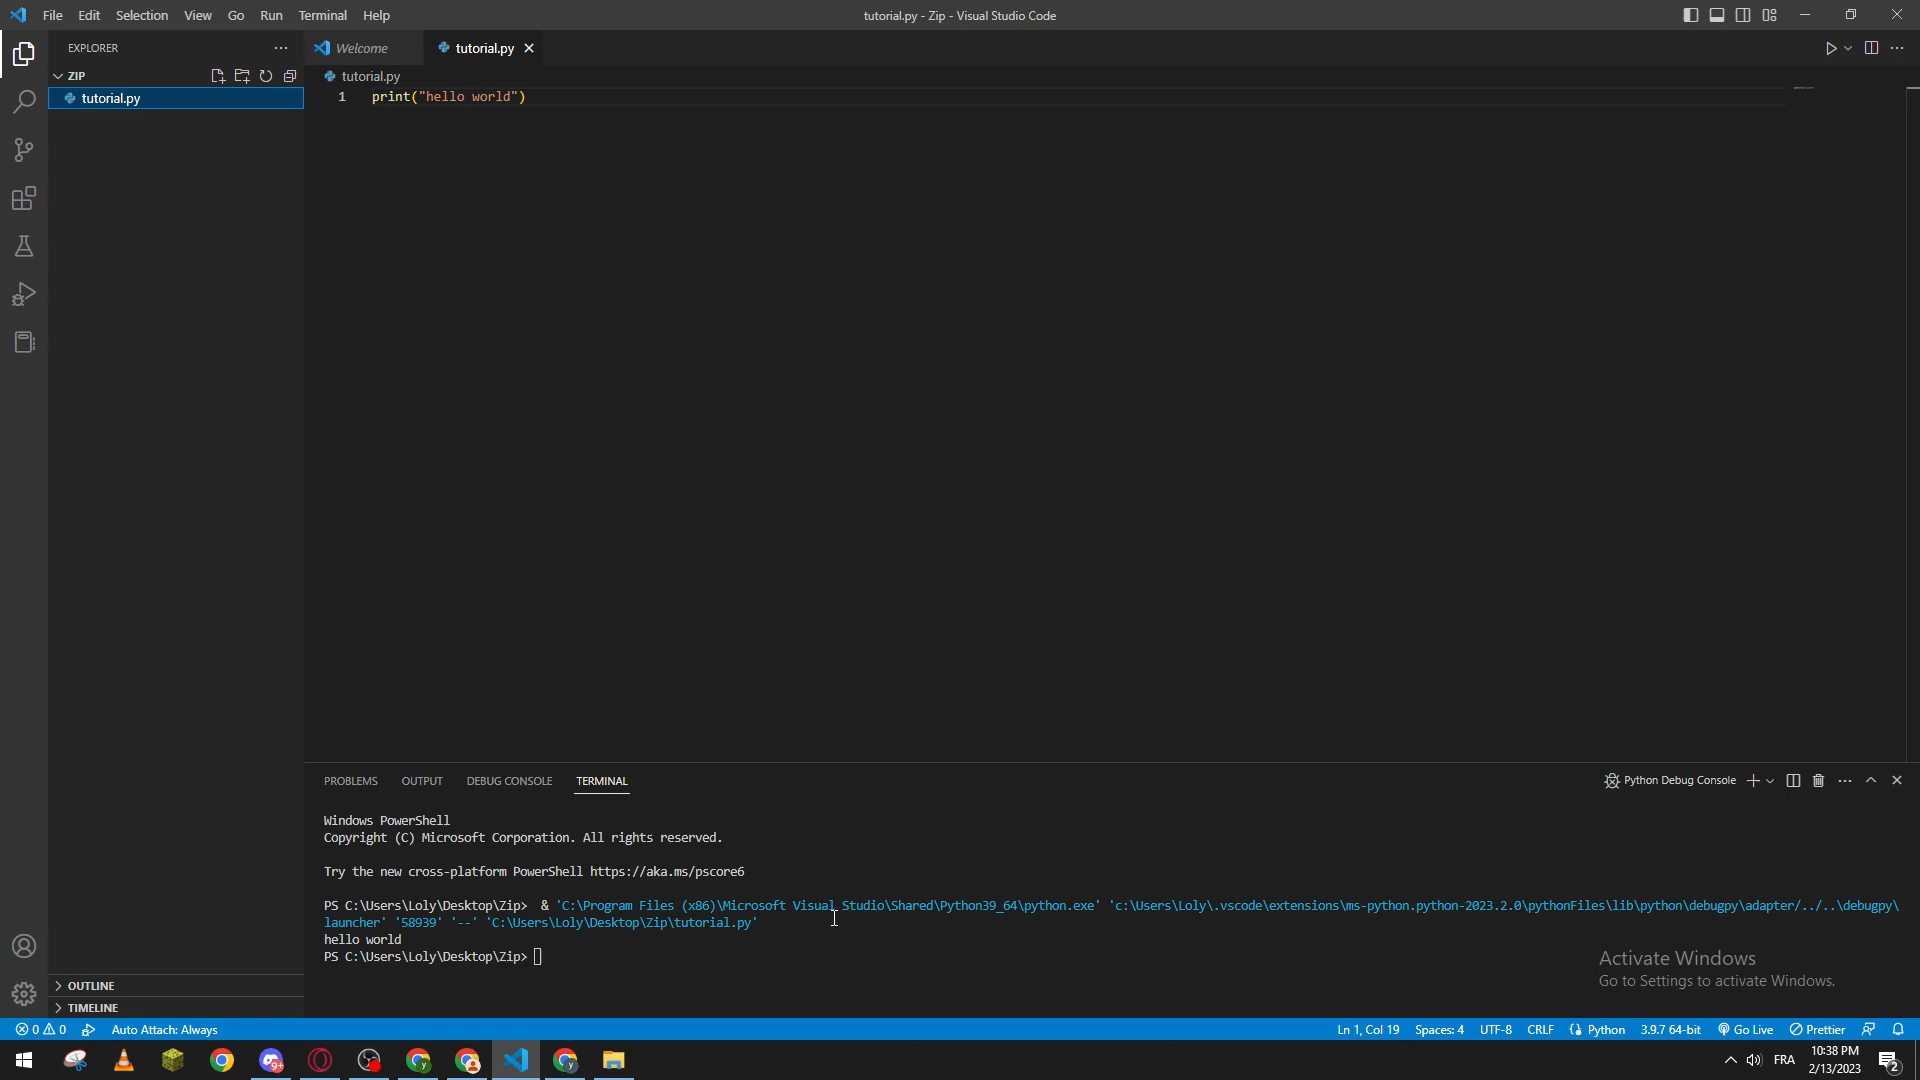 File Edit Selection View Go Run Terminal Help
tutorial.py - Zip - Visual Studio Code
EXPLORER
Welcome
tutorial.py
ZIP
tutorial.py
tutorial.py
1 print("hello world")
PROBLEMS OUTPUT DEBUG CONSOLE TERMINAL
Python Debug Console
Windows PowerShell
Copyright (C) Microsoft Corporation. All rights reserved.
Try the new cross-platform PowerShell https://aka.ms/pscore6
PS C:\Users\Loly\Desktop\Zip>  & 'C:\Program Files (x86)\Microsoft Visual Studio\Shared\Python39_64\python.exe' 'c:\Users\Loly\.vscode\extensions\ms-python.python-2023.2.0\pythonFiles\lib\python\debugpy\adapter/../..\debugpy\
launcher' '58939' '--' 'C:\Users\Loly\Desktop\Zip\tutorial.py'
hello world
PS C:\Users\Loly\Desktop\Zip>
Activate Windows
Go to Settings to activate Windows.
OUTLINE
TIMELINE
0 0 Auto Attach: Always Ln 1, Col 19 Spaces: 4 UTF-8 CRLF Python 3.9.7 64-bit Go Live Prettier
9+ y y FRA 10:38 PM
2/13/2023 2